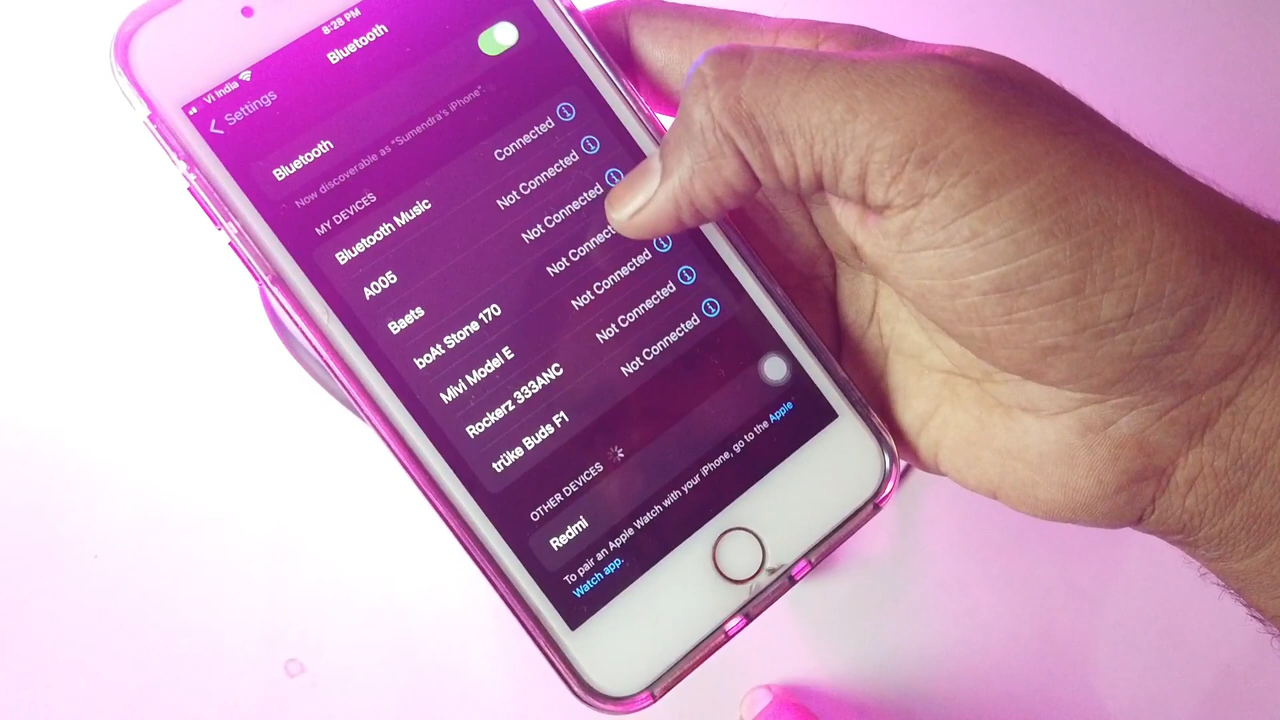 Vi India 8:28 PM
Settings Bluetooth
Bluetooth
Now discoverable as "Sumendra's iPhone".
MY DEVICES
Bluetooth Music Connected
A005 Not Connected
Baets Not Connected
boAt Stone 170 Not
Mivi Model E Not Connected
Rockerz 333ANC Not Connected
trüke Buds F1 Not Connected
OTHER DEVICES
Redmi
To pair an Apple Watch with your iPhone, go to the Apple
Watch app.